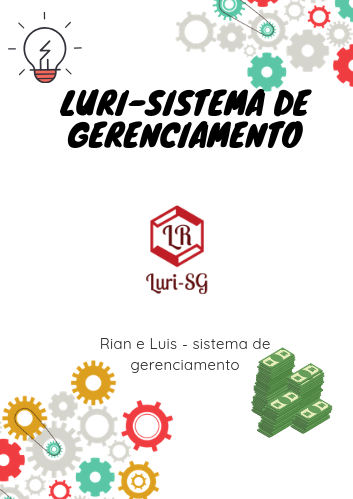 LURI-SISTEMA DE
GERENCIAMENTO
LR
Luri-SG
Rian e Luis - sistema de
gerenciamento